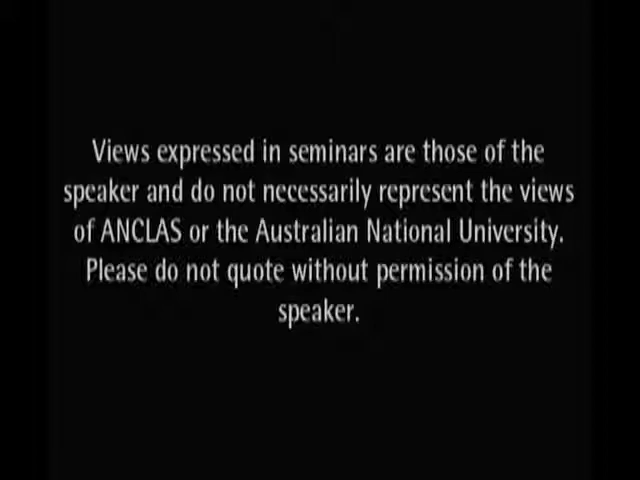 Views expressed in seminars are those of the
speaker and do not necessarily represent the views
of ANCLAS or the Australian National University.
Please do not quote without permission of the
speaker.